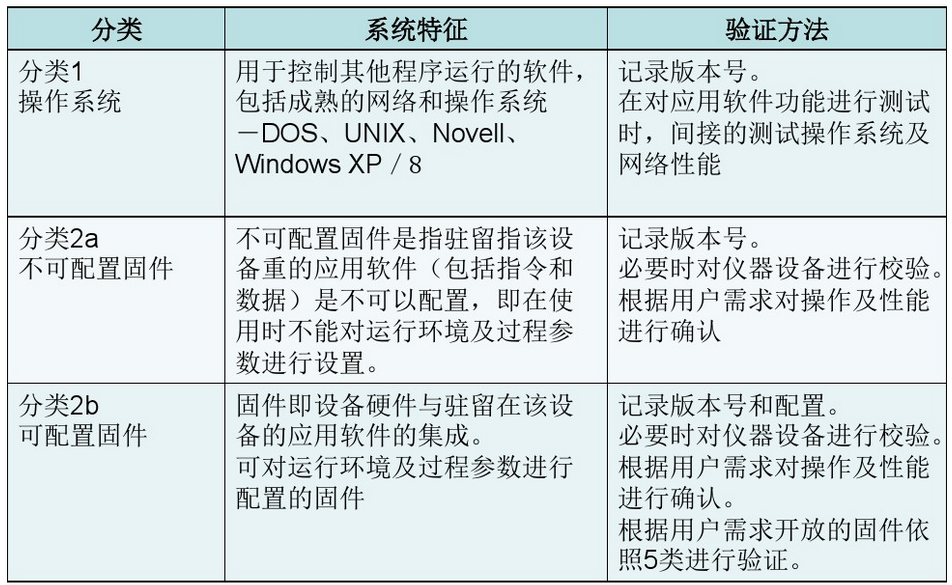 分类
系统特征
验证方法
分类1
操作系统
用于控制其他程序运行的软件，
包括成熟的网络和操作系统
－DOS、UNIX、Novell、
Windows XP / 8
记录版本号。
在对应用软件功能进行测试
时，间接的测试操作系统及
网络性能
分类2a
不可配置固件
不可配置固件是指驻留指该设
备重的应用软件（包括指令和
数据）是不可以配置，即在使
用时不能对运行环境及过程参
数进行设置。
记录版本号。
必要时对仪器设备进行校验。
根据用户需求对操作及性能
进行确认
分类2b
可配置固件
固件即设备硬件与驻留在该设
备的应用软件的集成。
可对运行环境及过程参数进行
配置的固件
记录版本号和配置。
必要时对仪器设备进行校验。
根据用户需求对操作及性能
进行确认。
根据用户需求开放的固件依
照5类进行验证。